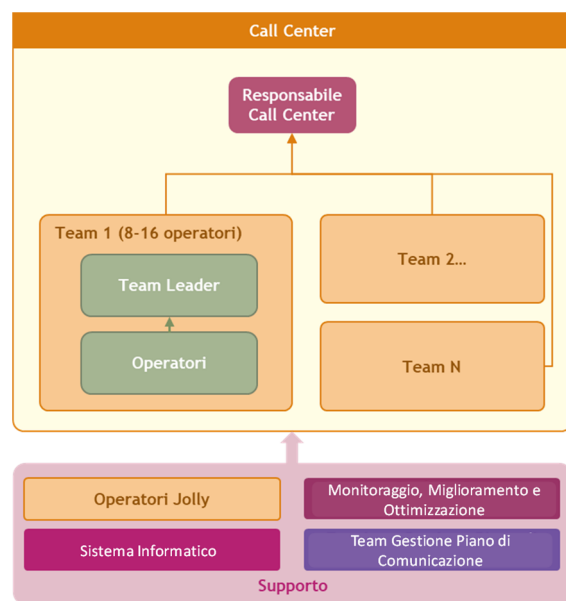 Call Center
Responsabile
Call Center
Team 1 (8-16 operatori)
Team Leader
Operatori
Team 2...
Team N
Operatori Jolly
Monitoraggio, Miglioramento e
Ottimizzazione
Sistema Informatico
Team Gestione Piano di
Comunicazione
Supporto